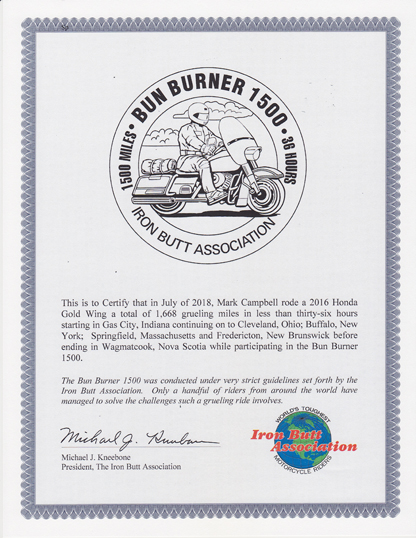 BUN BURNER 1500
1500 MILES • • 36 HOURS
IRON BUTT ASSOCIATION
This is to Certify that in July of 2018, Mark Campbell rode a 2016 Honda
Gold Wing a total of 1,668 grueling miles in less than thirty-six hours
starting in Gas City, Indiana continuing on to Cleveland, Ohio; Buffalo, New
York; Springfield, Massachusetts and Fredericton, New Brunswick before
ending in Wagmatcook, Nova Scotia while participating in the Bun Burner
1500.
The Bun Burner 1500 was conducted under very strict guidelines set forth by the
Iron Butt Association. Only a handful of riders from around the world have
managed to solve the challenges such a grueling ride involves.
Michael J. Kneebone
Michael J. Kneebone
President, The Iron Butt Association
WORLD'S TOUGHEST
Iron Butt
Association
MOTORCYCLE RIDERS